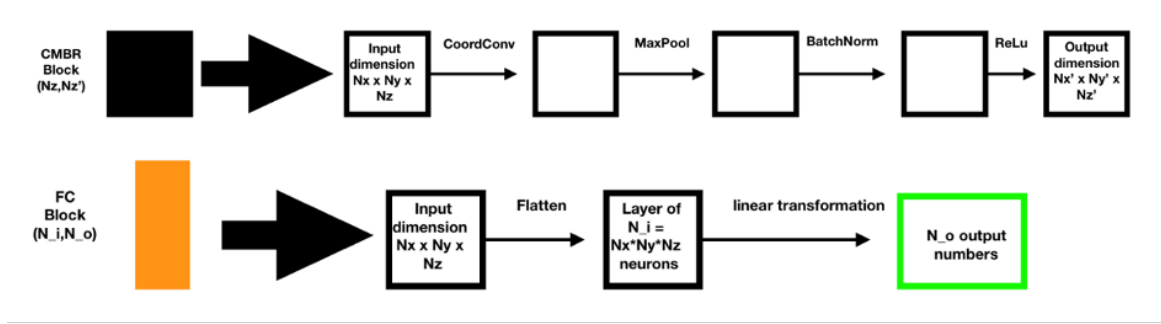 CMBR
Block
(Nz,Nz’)
Input
dimension
Nx x Ny x
Nz
CoordConv
MaxPool
BatchNorm
ReLu
Output
dimension
Nx’ x Ny’ x
Nz’
FC
Block
(N_i,N_o)
Input
dimension
Nx x Ny x
Nz
Flatten
Layer of
N_i =
Nx*Ny*Nz
neurons
linear transformation
N_o output
numbers